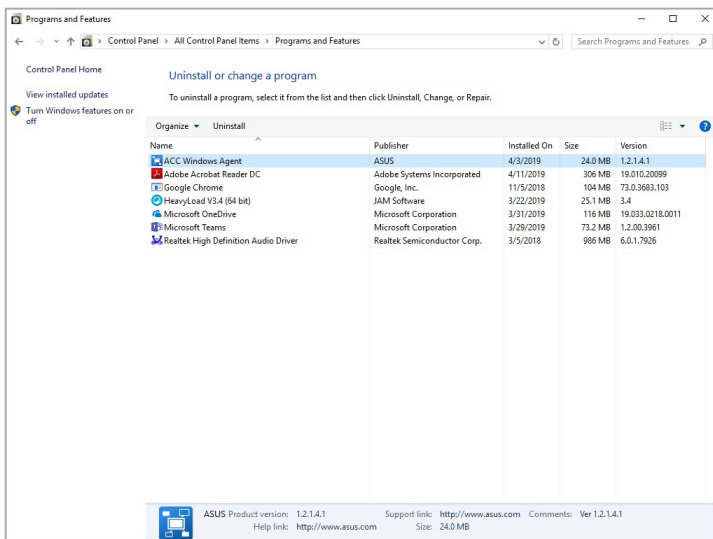 Programs and Features
Control Panel > All Control Panel Items > Programs and Features
Search Programs and Features
Control Panel Home
View installed updates
Turn Windows features on or
off
Uninstall or change a program
To uninstall a program, select it from the list and then click Uninstall, Change, or Repair.
Organize Uninstall
Name Publisher Installed On Size Version
ACC Windows Agent ASUS 4/3/2019 24.0 MB 1.2.1.4.1
Adobe Acrobat Reader DC Adobe Systems Incorporated 4/11/2019 306 MB 19.010.20099
Google Chrome Google, Inc. 11/5/2018 104 MB 73.0.3683.103
HeavyLoad V3.4 (64 bit) JAM Software 3/22/2019 25.1 MB 3.4
Microsoft OneDrive Microsoft Corporation 3/31/2019 116 MB 19.033.0218.0011
Microsoft Teams Microsoft Corporation 3/29/2019 73.2 MB 1.2.00.3961
Realtek High Definition Audio Driver Realtek Semiconductor Corp. 3/5/2018 986 MB 6.0.1.7926
ASUS Product version: 1.2.1.4.1 Support link: http://www.asus.com Comments: Ver 1.2.1.4.1
Help link: http://www.asus.com Size: 24.0 MB